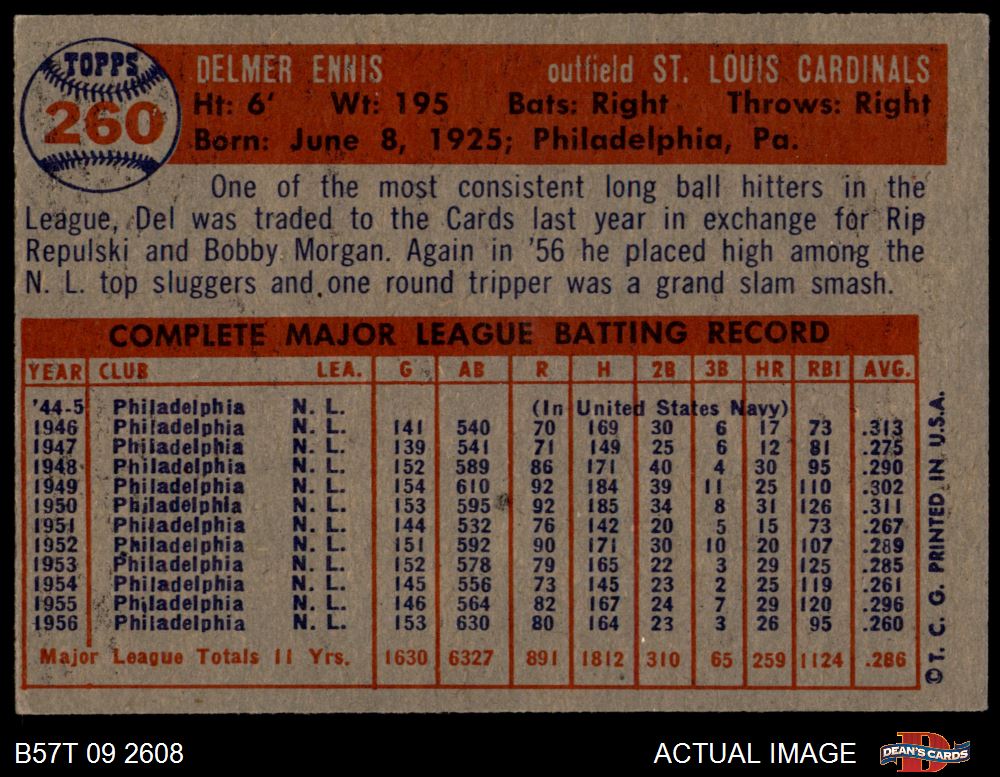 TOPPS
260
DELMER ENNIS outfield ST. LOUIS CARDINALS
Ht: 6' Wt: 195 Bats: Right Throws: Right
Born: June 8, 1925; Philadelphia, Pa.
One of the most consistent long ball hitters in the
League, Del was traded to the Cards last year in exchange for Rip
Repulski and Bobby Morgan. Again in '56 he placed high among the
N. L. top sluggers and one round tripper was a grand slam smash.
COMPLETE MAJOR LEAGUE BATTING RECORD
YEAR CLUB LEA. G AB R H 2B 3B HR RBI AVG.
'44-5 Philadelphia N. L. (In United States Navy)
1946 Philadelphia N. L. 141 540 70 169 30 6 17 73 .313
1947 Philadelphia N. L. 139 541 71 149 25 6 12 81 .275
1948 Philadelphia N. L. 152 589 86 171 40 4 30 95 .290
1949 Philadelphia N. L. 154 610 92 184 39 11 25 110 .302
1950 Philadelphia N. L. 153 595 92 185 34 8 31 126 .311
1951 Philadelphia N. L. 144 532 76 142 20 5 15 73 .267
1952 Philadelphia N. L. 151 592 90 171 30 10 20 107 .289
1953 Philadelphia N. L. 152 578 79 165 22 3 29 125 .285
1954 Philadelphia N. L. 145 556 73 145 23 2 25 119 .261
1955 Philadelphia N. L. 146 564 82 167 24 7 29 120 .296
1956 Philadelphia N. L. 153 630 80 164 23 3 26 95 .260
Major League Totals 11 Yrs. 1630 6327 891 1812 310 65 259 1124 .286
©T. C. G. PRINTED IN U.S.A.
B57T 09 2608 ACTUAL IMAGE
DEAN'S CARDS